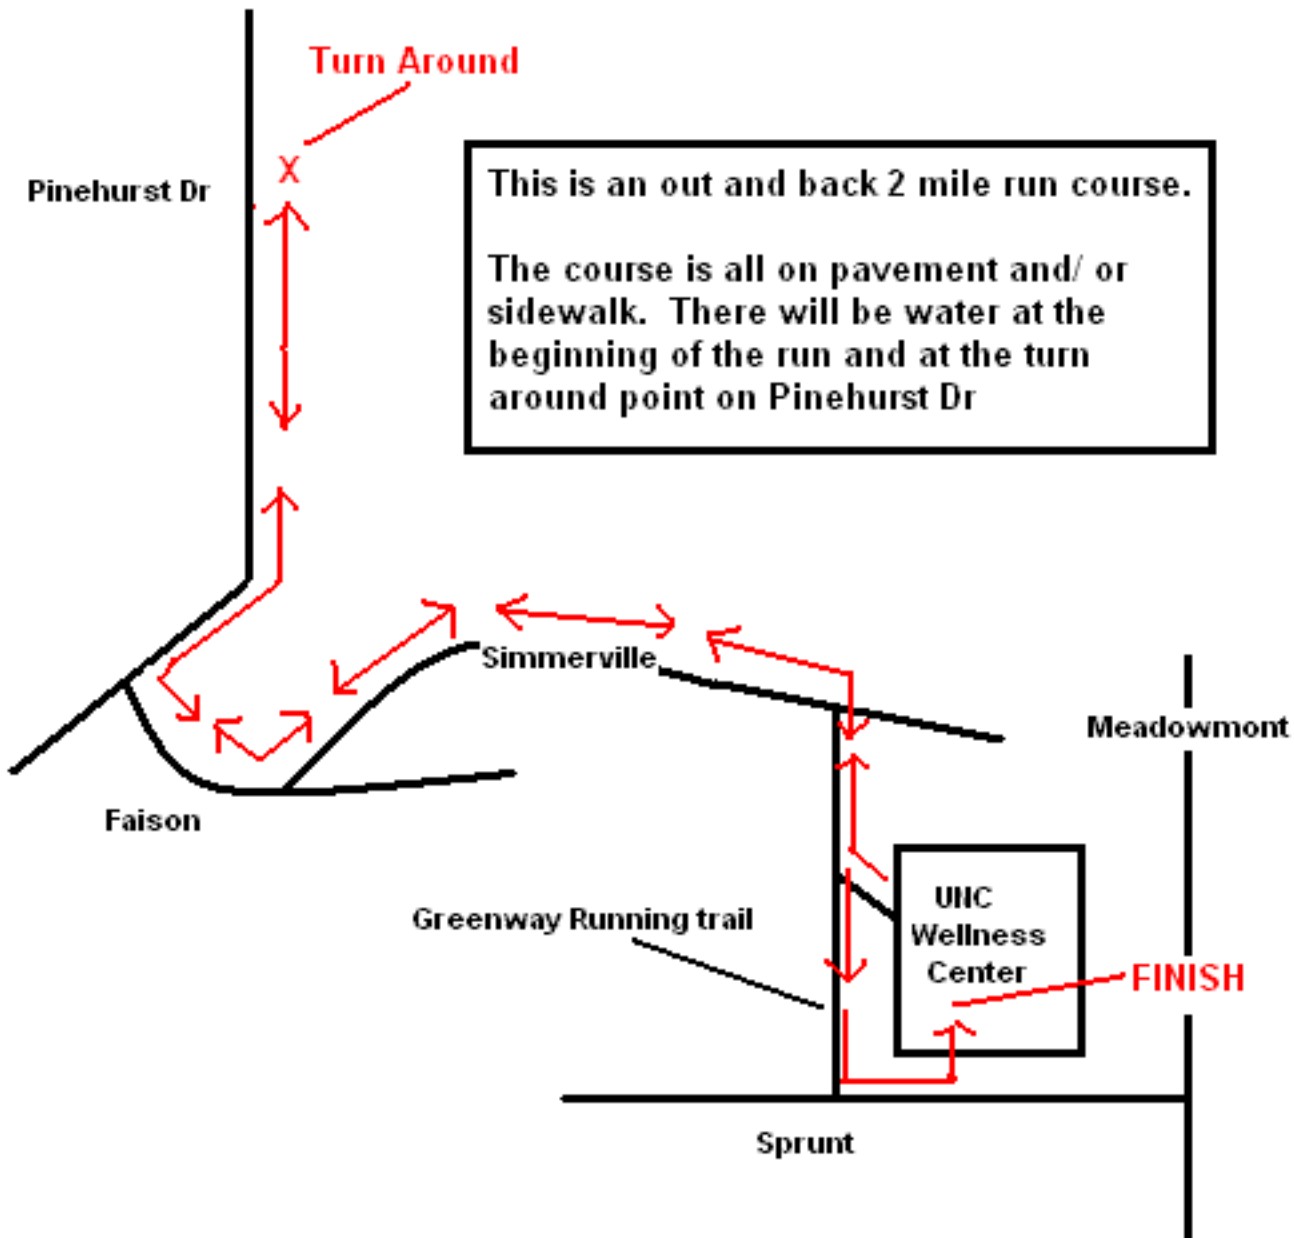 Turn Around
Pinehurst Dr
This is an out and back 2 mile run course.
The course is all on pavement and/ or
sidewalk.  There will be water at the
beginning of the run and at the turn
around point on Pinehurst Dr
X
Simmerville
Meadowmont
Faison
Greenway Running trail
UNC
Wellness
Center
FINISH
Sprunt